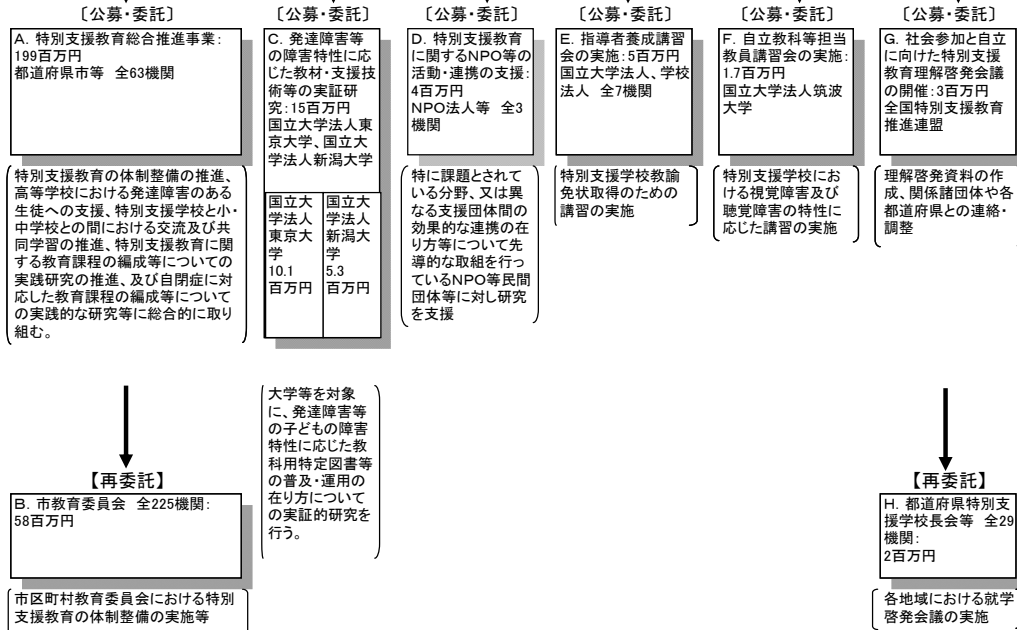 〔公募・委託〕
A. 特別支援教育総合推進事業:
199百万円
都道府県市等 全63機関
特別支援教育の体制整備の推進、
高等学校における発達障害のある
生徒への支援、特別支援学校と小・
中学校との間における交流及び共
同学習の推進、特別支援教育に関
する教育課程の編成等についての
実践研究の推進、及び自閉症に対
応した教育課程の編成等について
の実践的な研究等に総合的に取り
組む。
【再委託】
B. 市教育委員会 全225機関:
58百万円
市区町村教育委員会における特別
支援教育の体制整備の実施等
〔公募・委託〕
C. 発達障害等
の障害特性に応
じた教材・支援技
術等の実証研
究:15百万円
国立大学法人東
京大学、国立大
学法人新潟大学
国立大
学法人
東京大
学
10.1
百万円
国立大
学法人
新潟大
学
5.3
百万円
大学等を対象
に、発達障害等
の子どもの障害
特性に応じた教
科用特定図書等
の普及・運用の
在り方について
の実証的研究を
行う。
〔公募・委託〕
D. 特別支援教育
に関するNPO等の
活動・連携の支援:
4百万円
NPO法人等 全3
機関
特に課題とされて
いる分野、又は異
なる支援団体間の
効果的な連携の在
り方等について先
導的な取組を行っ
ているNPO等民間
団体等に対し研究
を支援
〔公募・委託〕
E. 指導者養成講習
会の実施:5百万円
国立大学法人、学校
法人 全7機関
特別支援学校教諭
免状取得のための
講習の実施
〔公募・委託〕
F. 自立教科等担当
教員講習会の実施:
1.7百万円
国立大学法人筑波
大学
特別支援学校にお
ける視覚障害及び
聴覚障害の特性に
応じた講習の実施
〔公募・委託〕
G. 社会参加と自立
に向けた特別支援
教育理解啓発会議
の開催:3百万円
全国特別支援教育
推進連盟
理解啓発資料の作
成、関係諸団体や各
都道府県との連絡・
調整
【再委託】
H. 都道府県特別支
援学校長会等 全29
機関:
2百万円
各地域における就学
啓発会議の実施